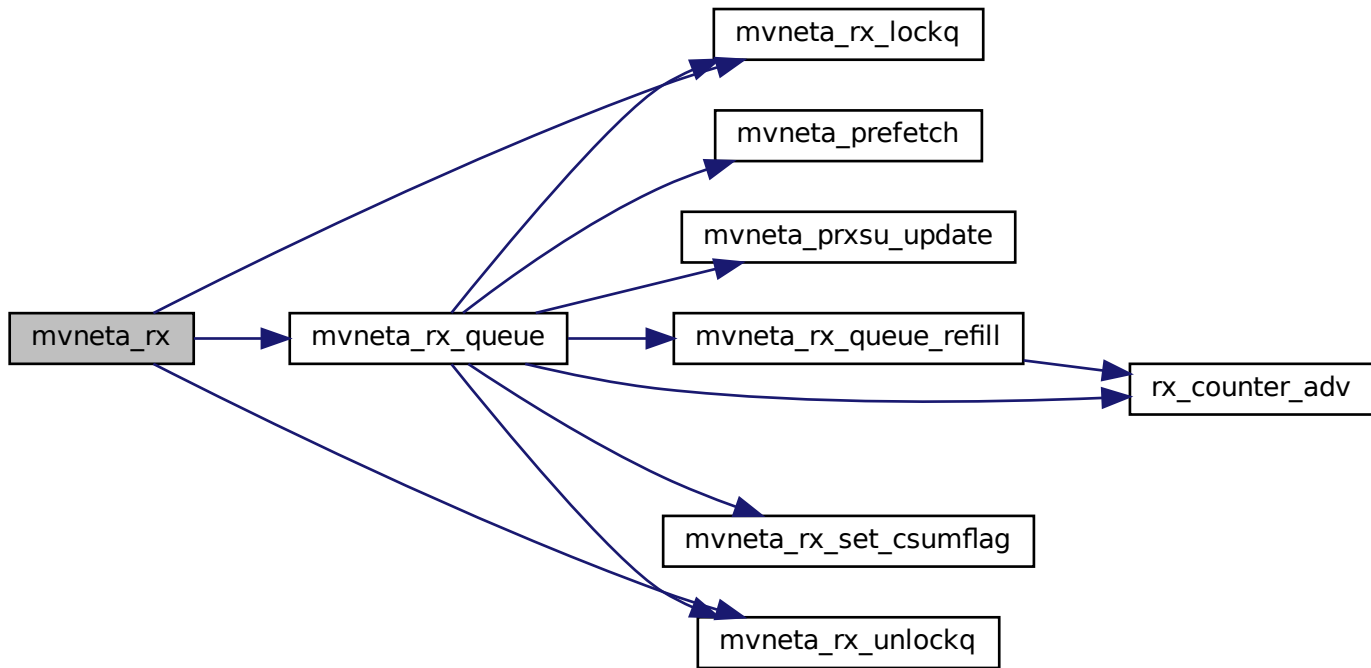 mvneta_rx_lockq
mvneta_prefetch
mvneta_prxsu_update
mvneta_rx
mvneta_rx_queue
mvneta_rx_queue_refill
rx_counter_adv
mvneta_rx_set_csumflag
mvneta_rx_unlockq